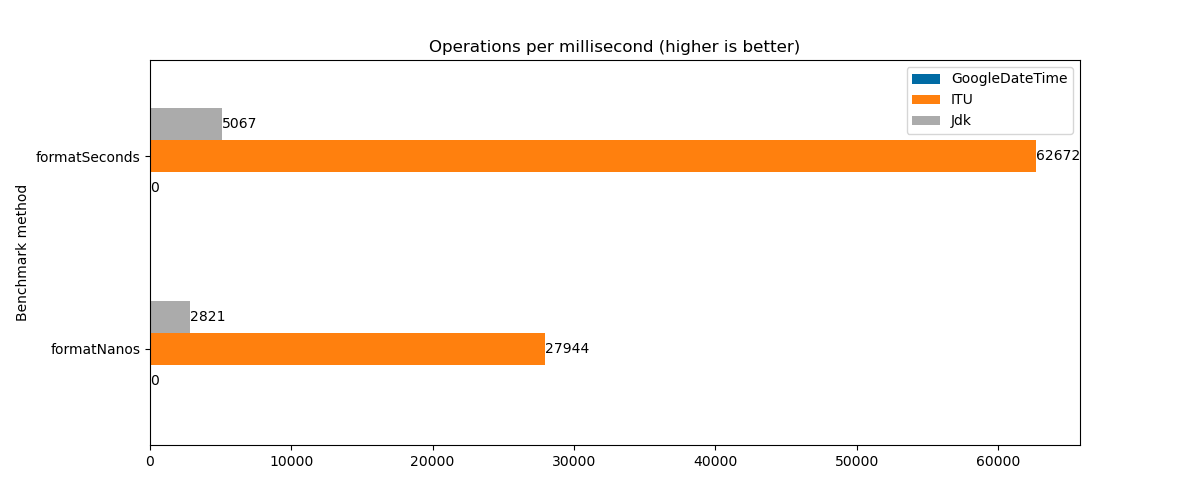 Operations per millisecond (higher is better)
GoogleDateTime
ITU
Jdk
5067
formatSeconds
62672
0
Benchmark method
2821
formatNanos
27944
0
0 10000 20000 30000 40000 50000 60000